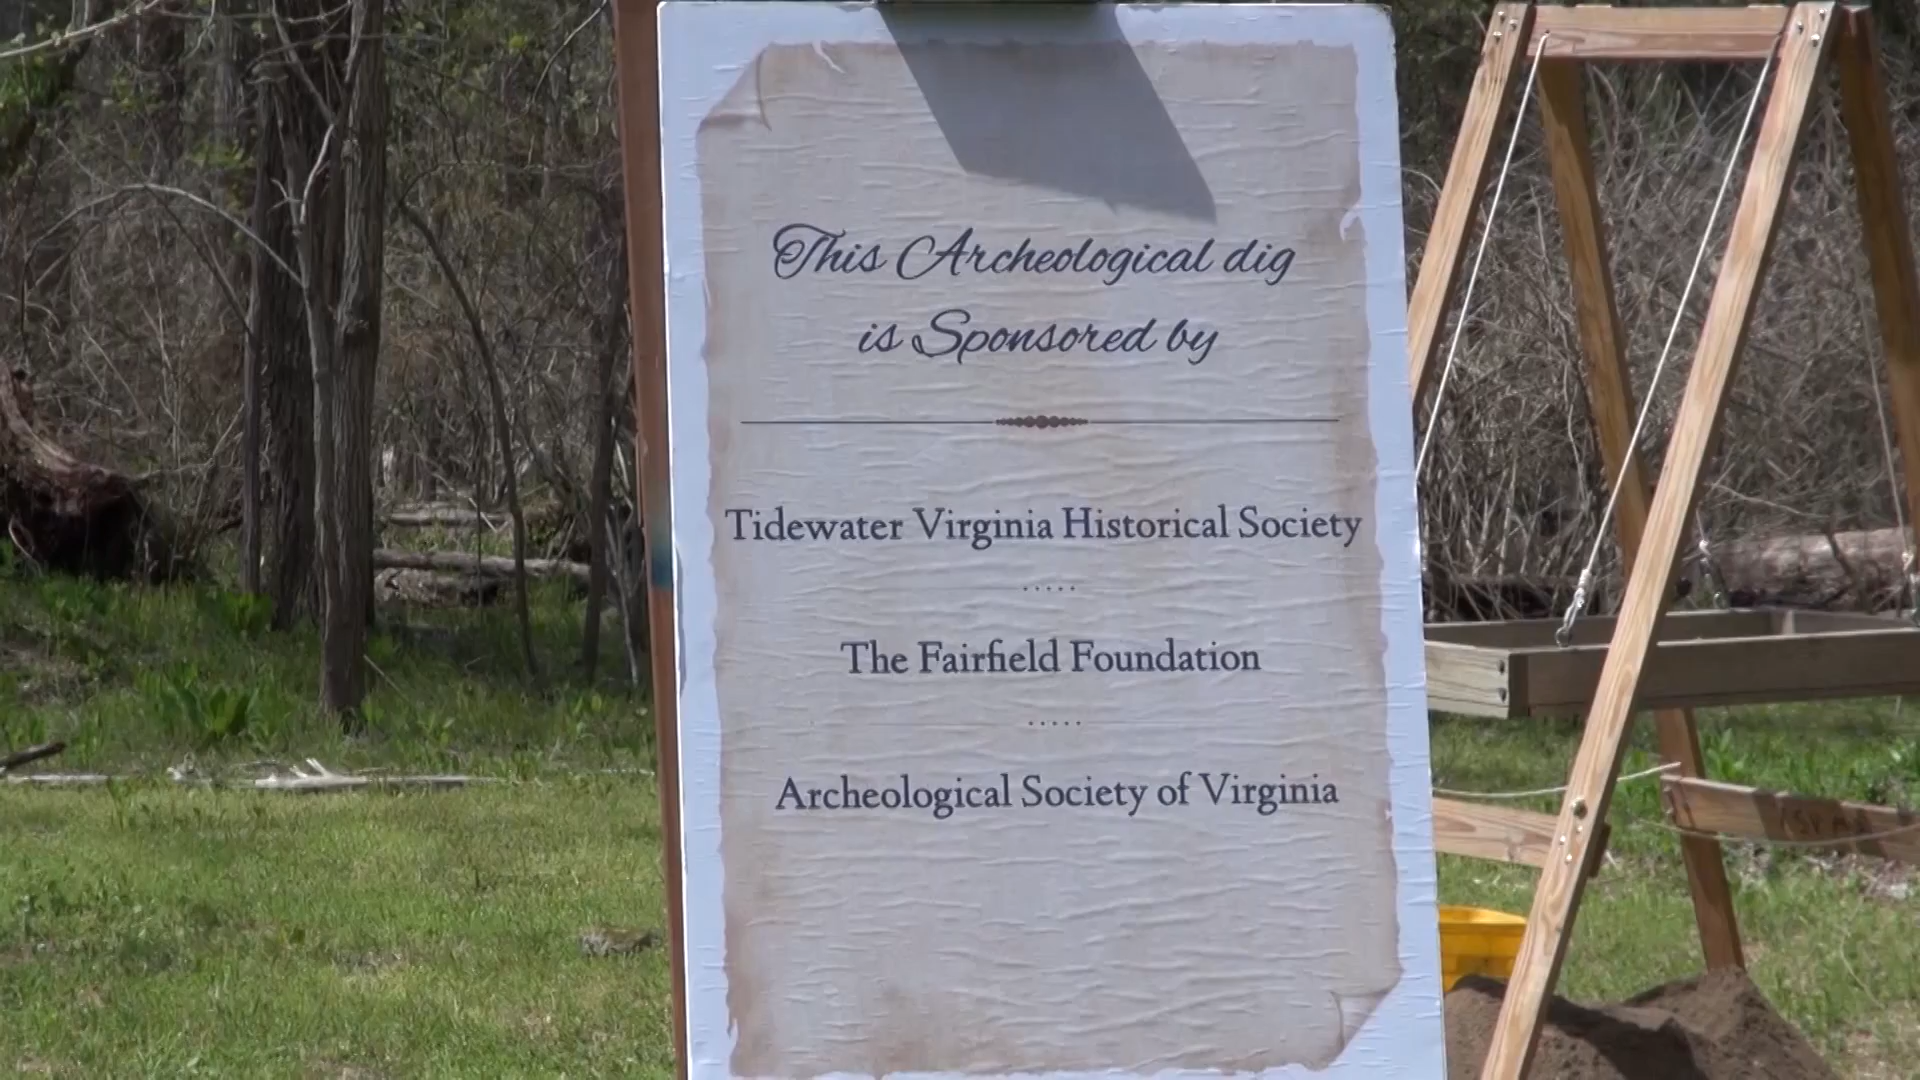 This Archeological dig
is Sponsored by
Tidewater Virginia Historical Society
The Fairfield Foundation
Archeological Society of Virginia